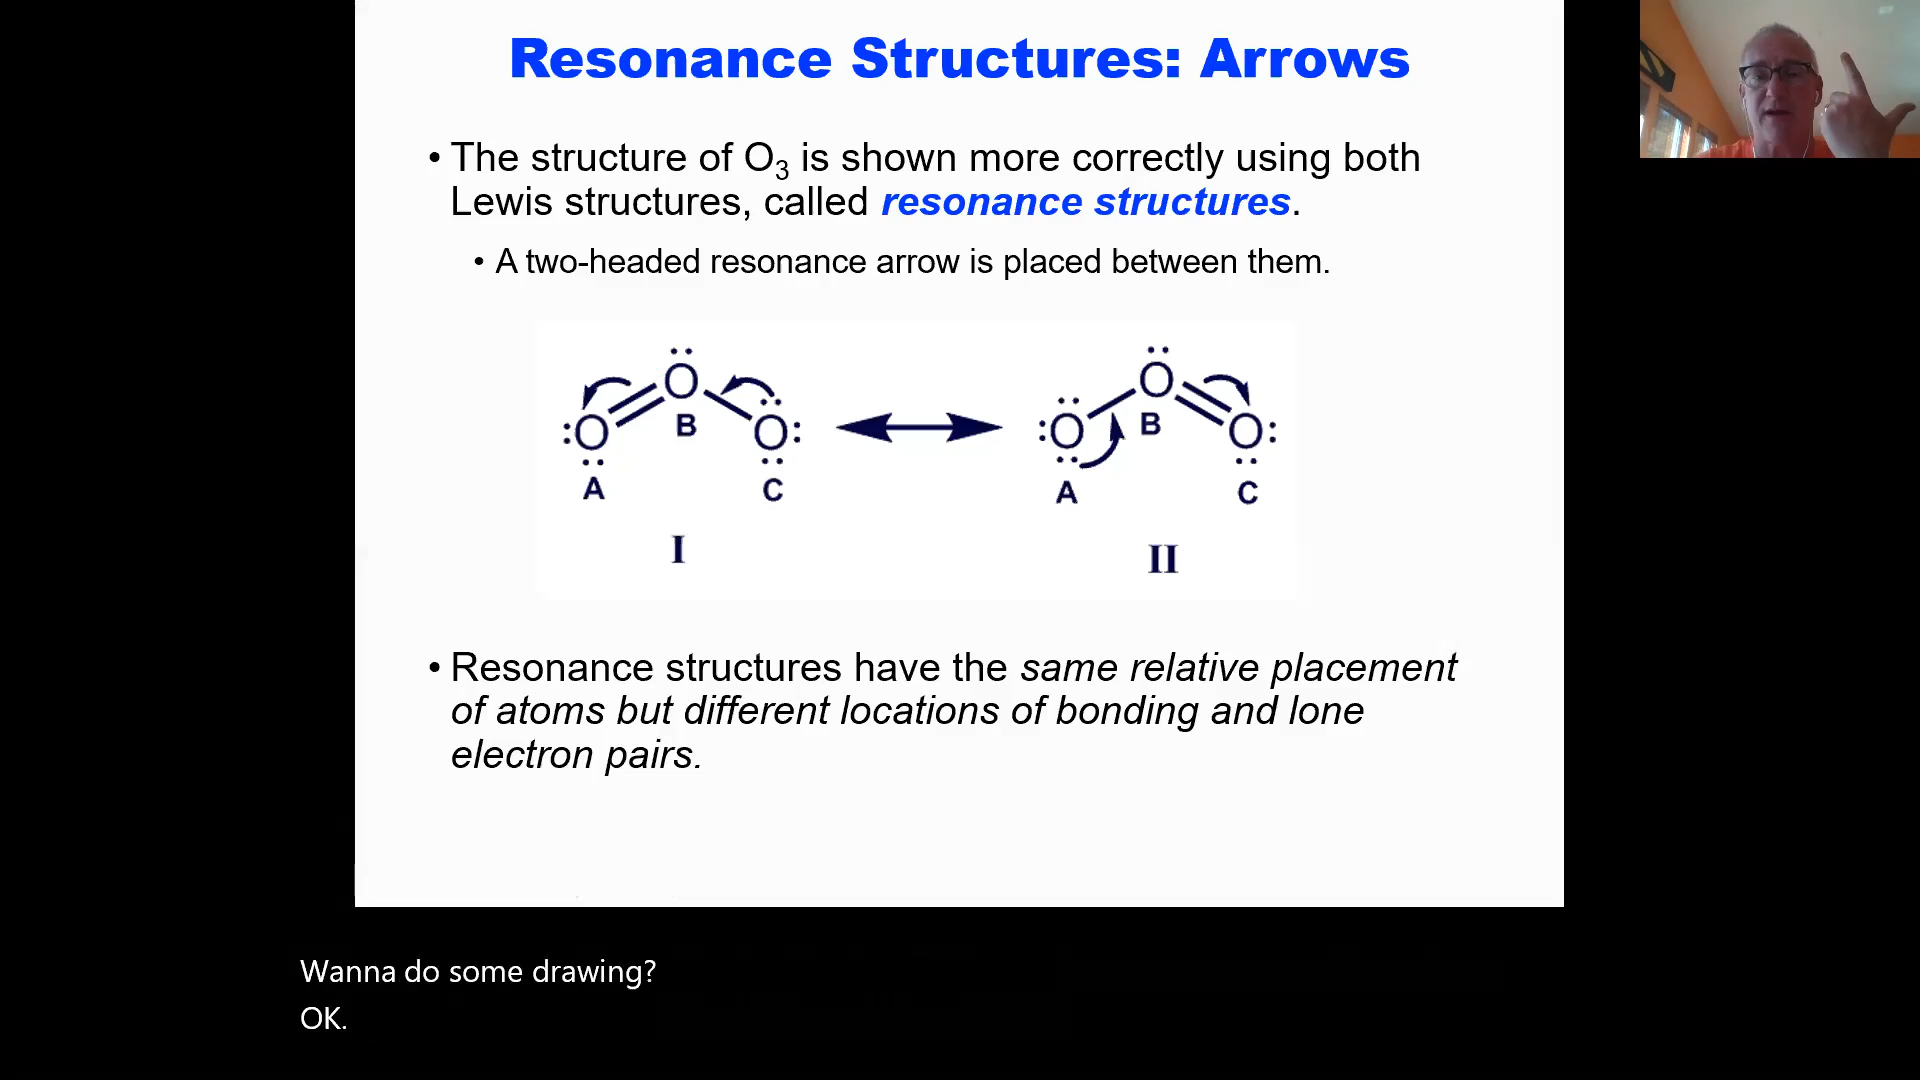 Resonance Structures: Arrows
• The structure of O₃ is shown more correctly using both
Lewis structures, called resonance structures.
• A two-headed resonance arrow is placed between them.
:O B O: :O B O:
A C A C
I II
• Resonance structures have the same relative placement
of atoms but different locations of bonding and lone
electron pairs.
Wanna do some drawing?
OK.